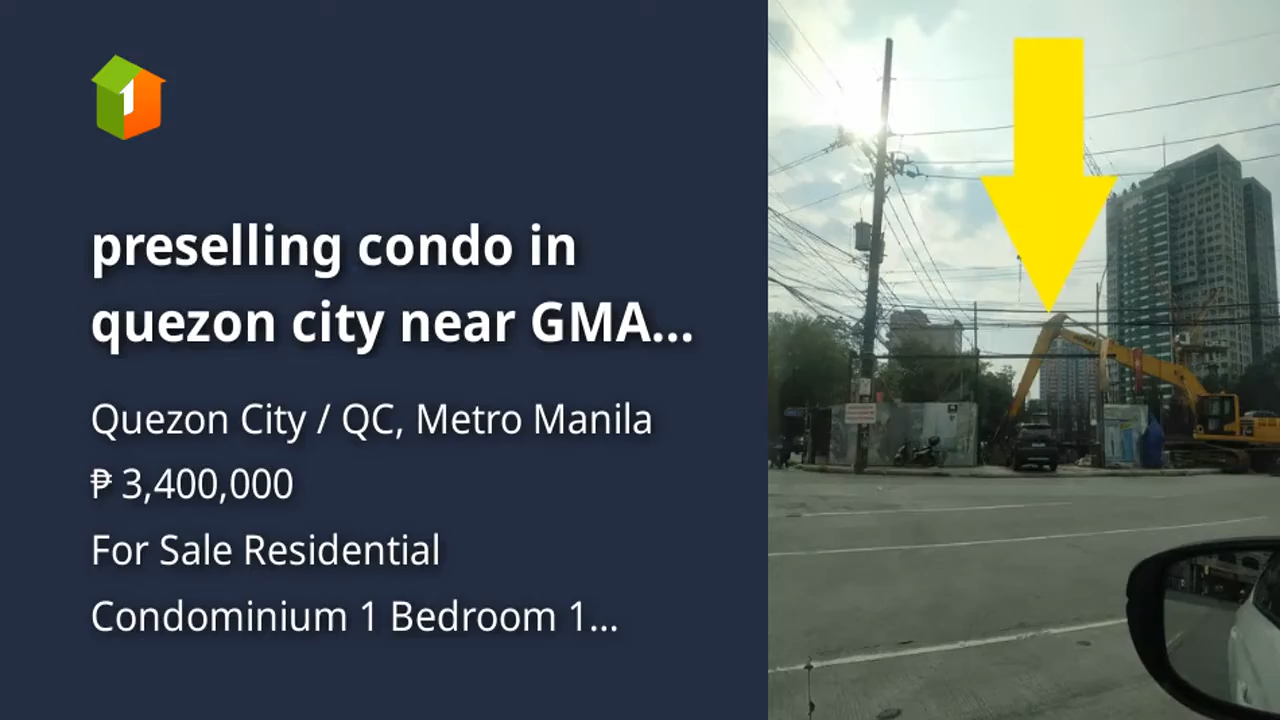 preselling condo in
quezon city near GMA...
Quezon City / QC, Metro Manila
₱ 3,400,000
For Sale Residential
Condominium 1 Bedroom 1...